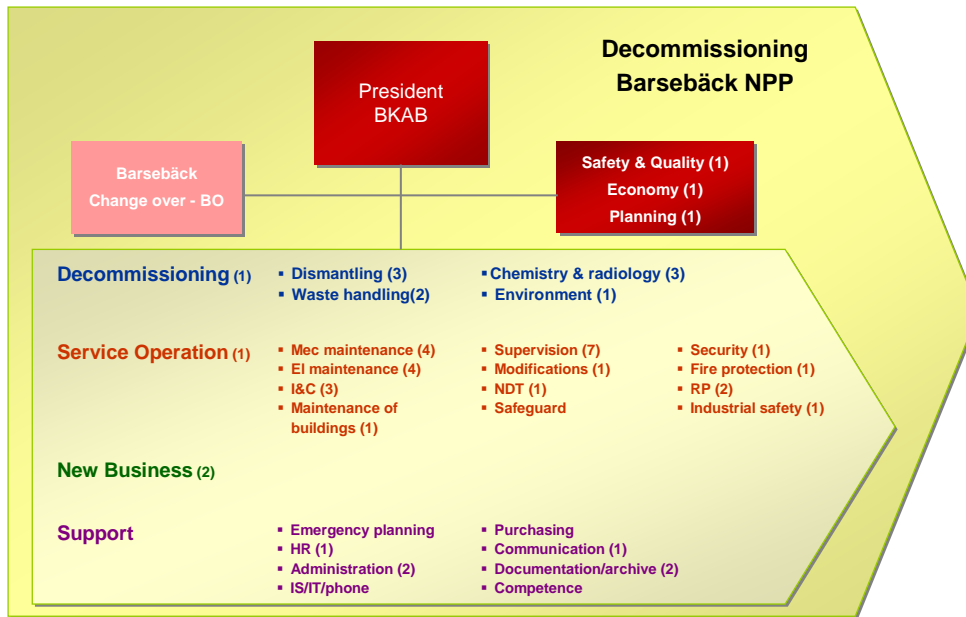 Decommissioning
Barsebäck NPP
President
BKAB
Barsebäck
Change over - BO
Safety & Quality (1)
Economy (1)
Planning (1)
Decommissioning (1)
▪ Dismantling (3)
▪ Waste handling(2)
▪Chemistry & radiology (3)
▪ Environment (1)
Service Operation (1)
▪ Mec maintenance (4)
▪ El maintenance (4)
▪ I&C (3)
▪ Maintenance of
buildings (1)
▪ Supervision (7)
▪ Modifications (1)
▪ NDT (1)
▪ Safeguard
▪ Security (1)
▪ Fire protection (1)
▪ RP (2)
▪ Industrial safety (1)
New Business (2)
Support
▪ Emergency planning
▪ HR (1)
▪ Administration (2)
▪ IS/IT/phone
▪ Purchasing
▪ Communication (1)
▪ Documentation/archive (2)
▪ Competence